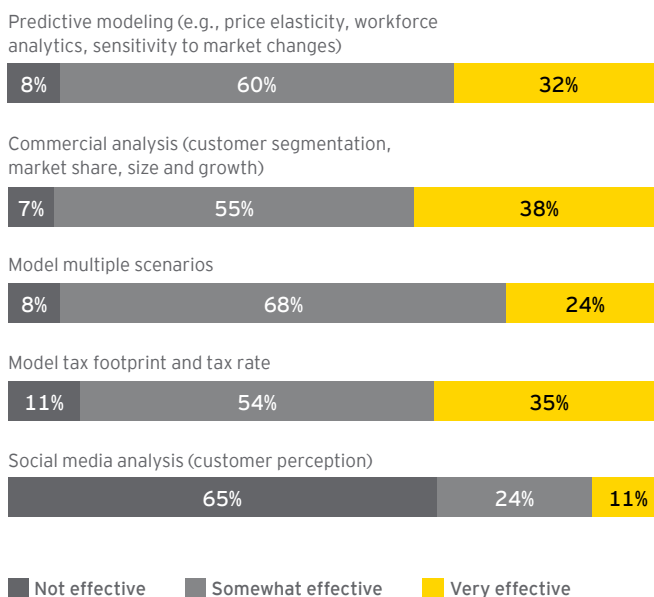 Predictive modeling (e.g., price elasticity, workforce
analytics, sensitivity to market changes)
8% 60% 32%
Commercial analysis (customer segmentation,
market share, size and growth)
7% 55% 38%
Model multiple scenarios
8% 68% 24%
Model tax footprint and tax rate
11% 54% 35%
Social media analysis (customer perception)
65% 24% 11%
Not effective Somewhat effective Very effective